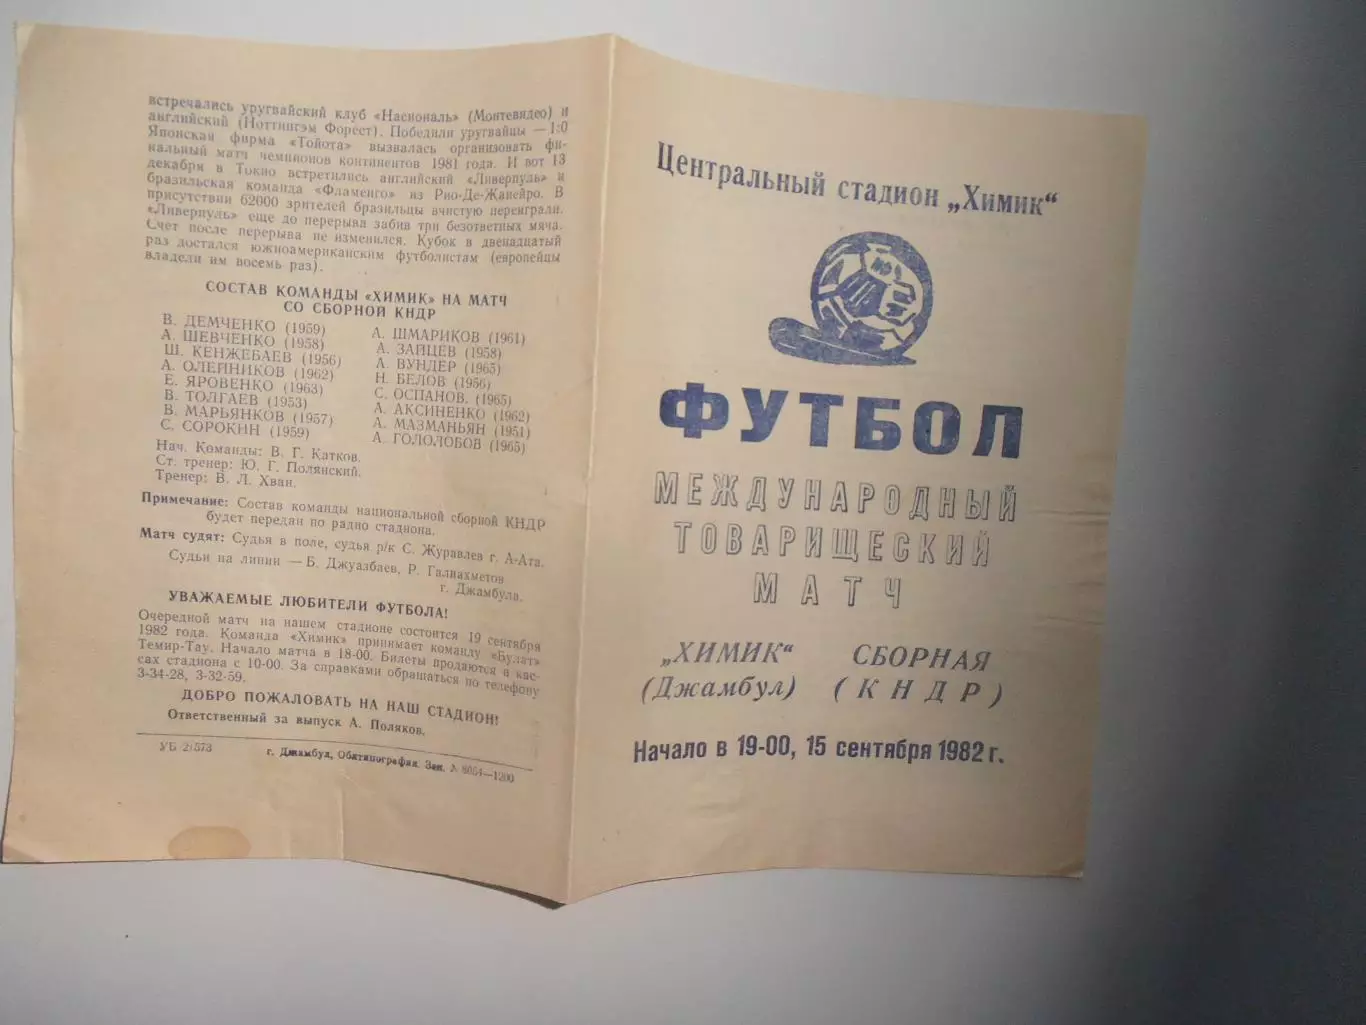 встречались уругвайский клуб «Насиональ» (Монтевидео) и
английский (Ноттингэм Форест). Победили уругвайцы — 1:0
Японская фирма «Тойота» вызвалась организовать фи-
нальный матч чемпионов континентов 1981 года. И вот 13
декабря в Токио встретились английский «Ливерпуль» и
бразильская команда «Фламенго» из Рио-Де-Жанейро. В
присутствии 62000 зрителей бразильцы вчистую переиграли.
«Ливерпуль» еще до перерыва забив три безответных мяча.
Счет после перерыва не изменился. Кубок в двенадцатый
раз достался южноамериканским футболистам (европейцы
владели им восемь раз).
СОСТАВ КОМАНДЫ «ХИМИК» НА МАТЧ
СО СБОРНОЙ КНДР
В. ДЕМЧЕНКО (1959)
А. ШЕВЧЕНКО (1958)
Ш. КЕНЖЕБАЕВ (1956)
А. ОЛЕЙНИКОВ (1962)
Е. ЯРОВЕНКО (1963)
В. ТОЛГАЕВ (1953)
В. МАРЬЯНКОВ (1957)
С. СОРОКИН (1959)
А. ШМАРИКОВ (1961)
А. ЗАЙЦЕВ (1958)
А. ВУНДЕР (1965)
Н. БЕЛОВ (1956)
С. ОСПАНОВ. (1965)
А. АКСИНЕНКО (1962)
А. МАЗМАНЬЯН (1951)
А. ГОЛОЛОБОВ (1965)
Нач. Команды: В. Г. Катков.
Ст. тренер: Ю. Г. Полянский.
Тренер: В. Л. Хван.
Примечание: Состав команды национальной сборной КНДР
будет передан по радио стадиона.
Матч судят: Судья в поле, судья р/к С. Журавлев г. А-Ата.
Судьи на линии — Б. Джуазбаев, Р. Галиахметов
г. Джамбула.
УВАЖАЕМЫЕ ЛЮБИТЕЛИ ФУТБОЛА!
Очередной матч на нашем стадионе состоится 19 сентября
1982 года. Команда «Химик» принимает команду «Булат»
Темир-Тау. Начало матча в 18-00. Билеты продаются в кас-
сах стадиона с 10-00. За справками обращаться по телефону
3-34-28, 3-32-59.
ДОБРО ПОЖАЛОВАТЬ НА НАШ СТАДИОН!
Ответственный за выпуск А. Поляков.
УБ 21573
г. Джамбул, Облтипография. Зак. № 8054—1200
Центральный стадион „Химик“
ФУТБОЛ
МЕЖДУНАРОДНЫЙ
ТОВАРИЩЕСКИЙ
МАТЧ
„ХИМИК“
(Джамбул)
СБОРНАЯ
(КНДР)
Начало в 19-00, 15 сентября 1982 г.